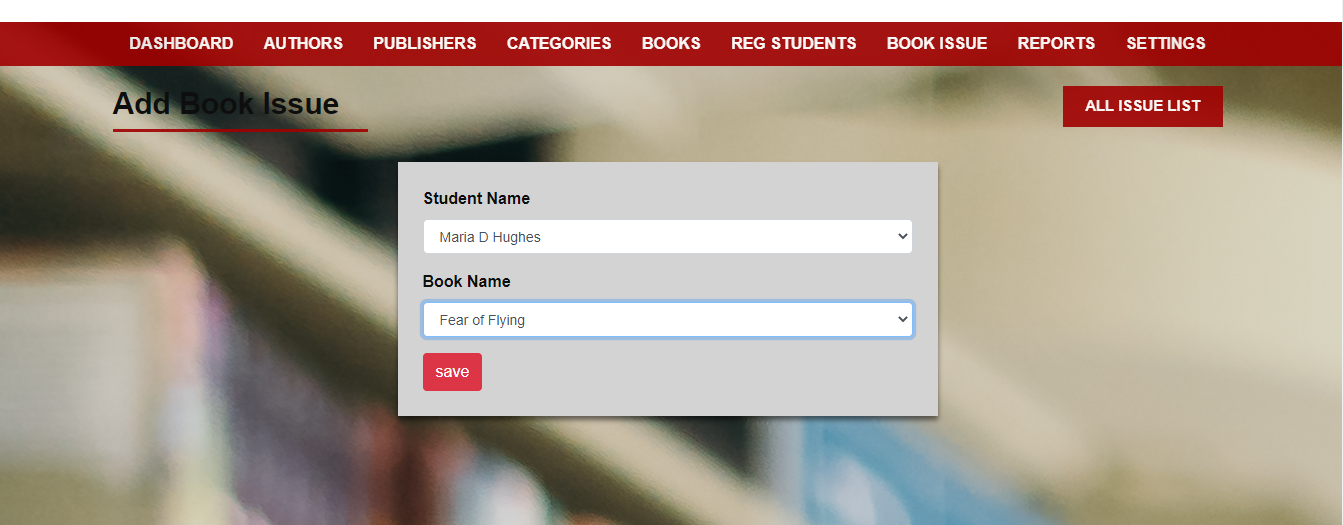 DASHBOARD AUTHORS PUBLISHERS CATEGORIES BOOKS REG STUDENTS BOOK ISSUE REPORTS SETTINGS
Add Book Issue
ALL ISSUE LIST
Student Name
Maria D Hughes
Book Name
Fear of Flying
save